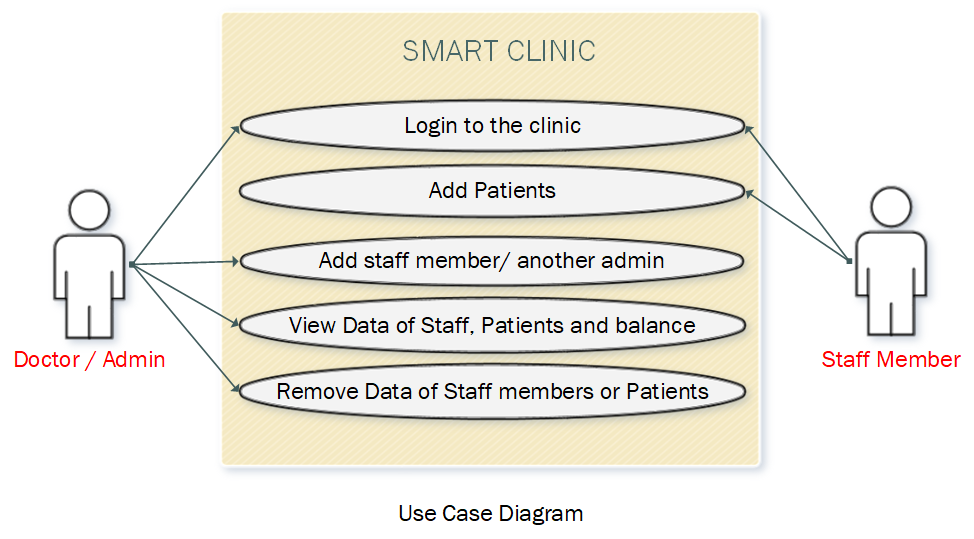 SMART CLINIC
Login to the clinic
Add Patients
Add staff member/ another admin
View Data of Staff, Patients and balance
Doctor / Admin
Staff Member
Remove Data of Staff members or Patients
Use Case Diagram